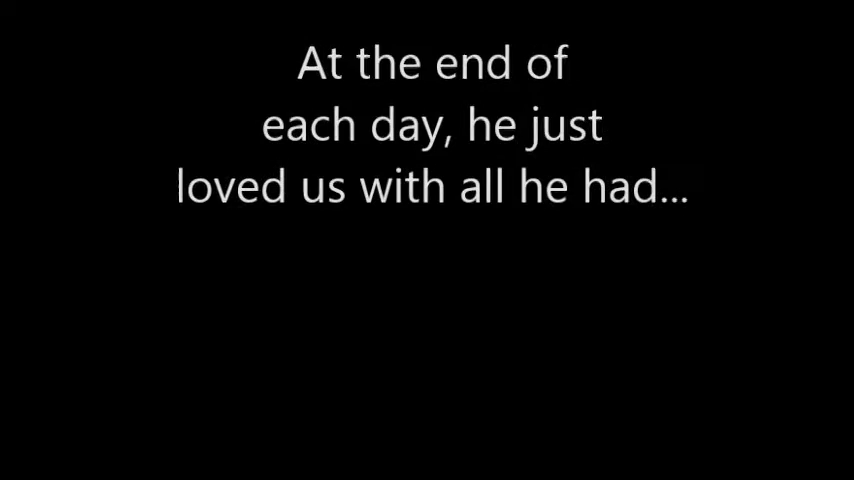 At the end of
each day, he just
loved us with all he had...